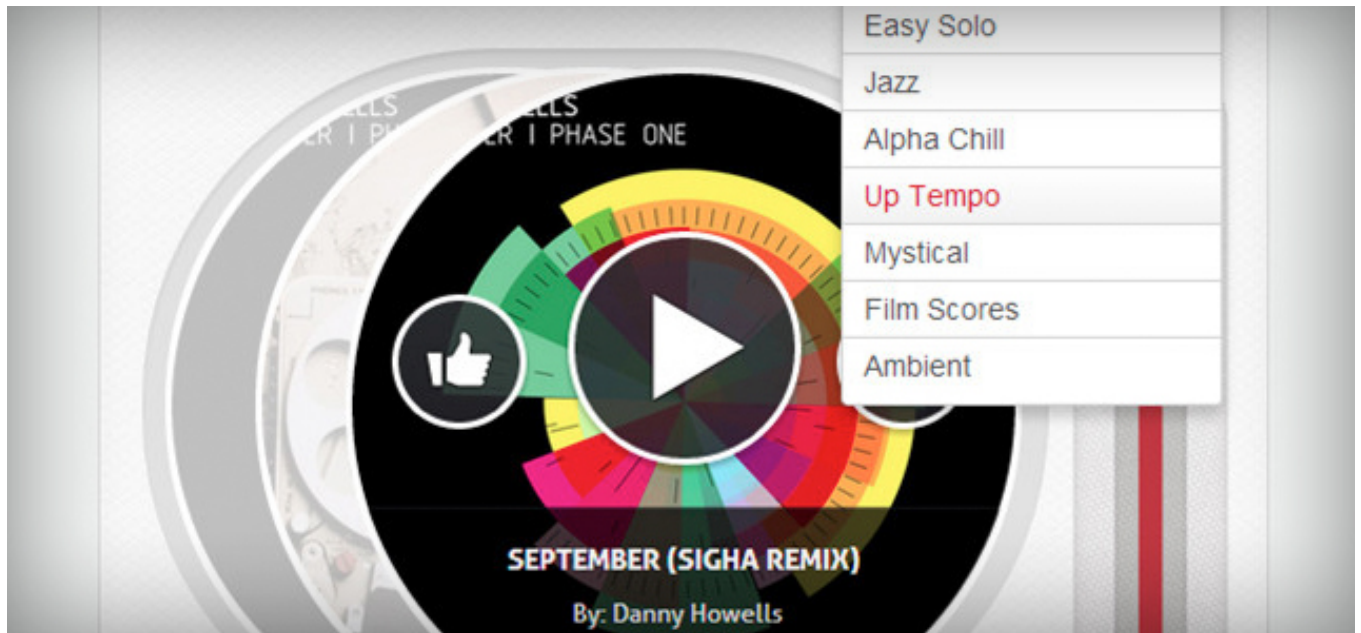 Easy Solo
Jazz
Alpha Chill
Up Tempo
Mystical
Film Scores
Ambient
PHASE ONE
SEPTEMBER (SIGHA REMIX)
By: Danny Howells